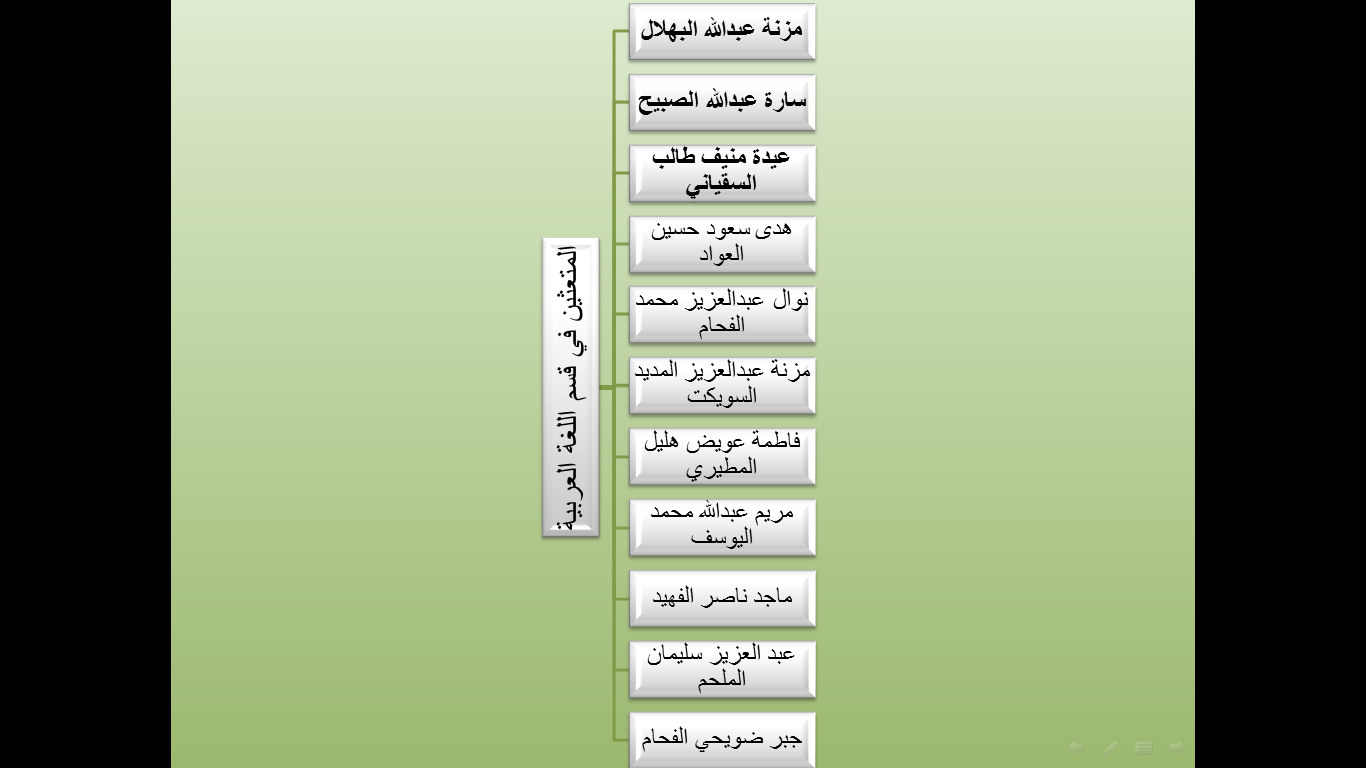 المتعثين في قسم اللغة العربية
مزنة عبدالله البهلال
سارة عبدالله الصبيح
عيدة منيف طالب
السقياني
هدى سعود حسين
العواد
نوال عبدالعزيز محمد
الفحام
مزنة عبدالعزيز المديد
السويكت
فاطمة عويض هليل
المطيري
مريم عبدالله محمد
اليوسف
ماجد ناصر الفهيد
عبد العزيز سليمان
الملحم
جبر ضويحي الفحام